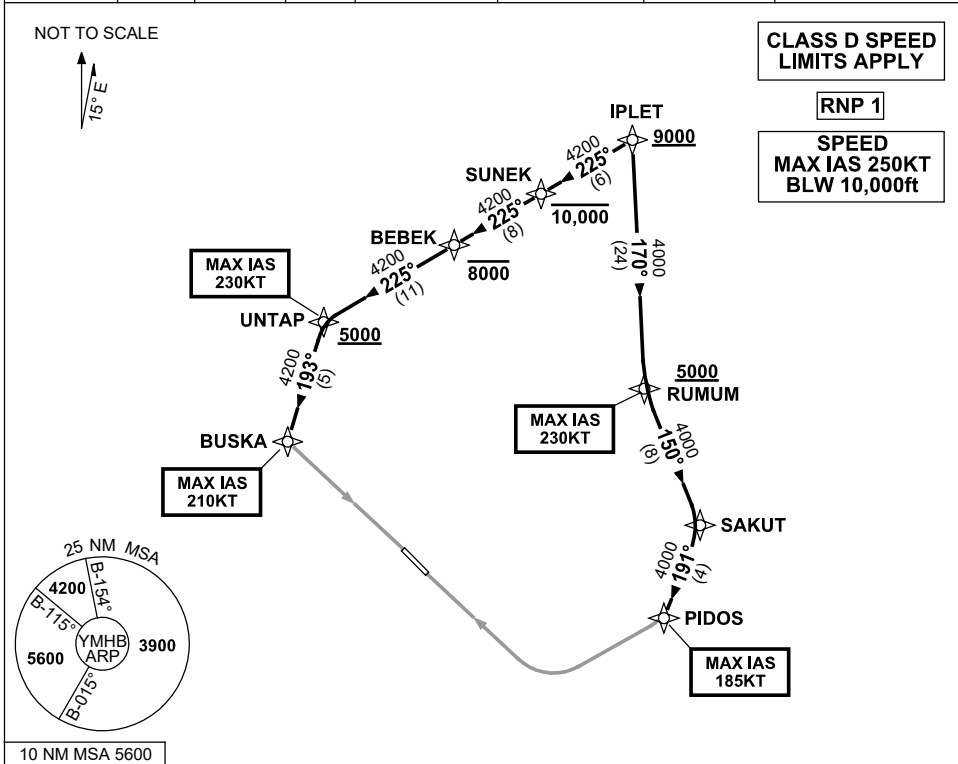 NOT TO SCALE
15° E
CLASS D SPEED
LIMITS APPLY
RNP 1
SPEED
MAX IAS 250KT
BLW 10,000ft
IPLET
9000
4200
225°
(6)
SUNEK
10,000
4200
225°
(8)
BEBEK
8000
4200
225°
(11)
MAX IAS
230KT
UNTAP
5000
4200
193°
(5)
BUSKA
MAX IAS
210KT
4000
170°
(24)
5000
RUMUM
MAX IAS
230KT
4000
150°
(8)
SAKUT
4000
191°
(4)
PIDOS
MAX IAS
185KT
25 NM MSA
4200
B-154°
B-115°
YMHB
ARP
3900
5600
B-015°
10 NM MSA 5600